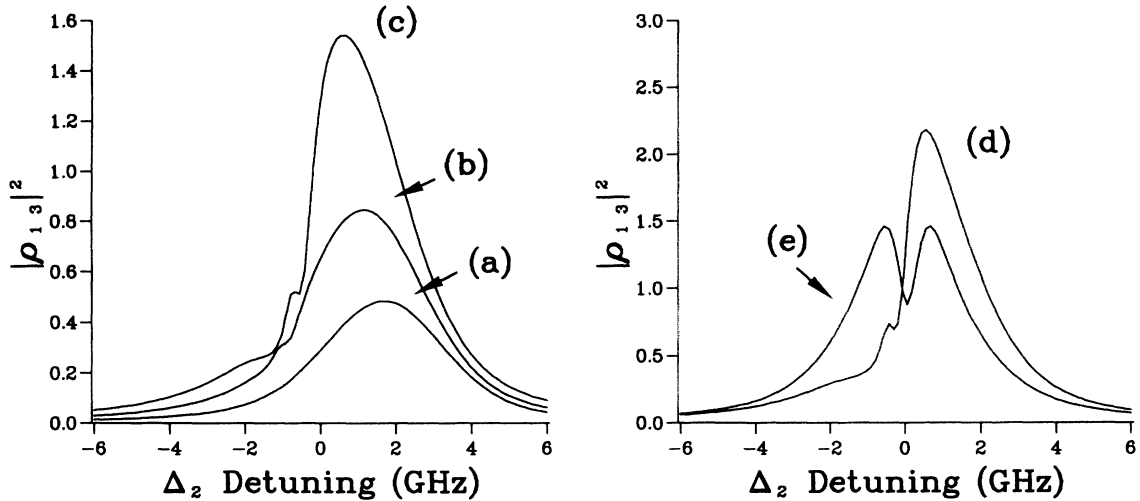 1.6
(c)
1.4
1.2
1.0
(b)
0.8
(a)
0.6
0.4
0.2
0.0
|ρ₁₃|²
-6 -4 -2 0 2 4 6
Δ₂ Detuning (GHz)
3.0
2.5
(d)
2.0
1.5
(e)
1.0
0.5
0.0
|ρ₁₃|²
-6 -4 -2 0 2 4 6
Δ₂ Detuning (GHz)